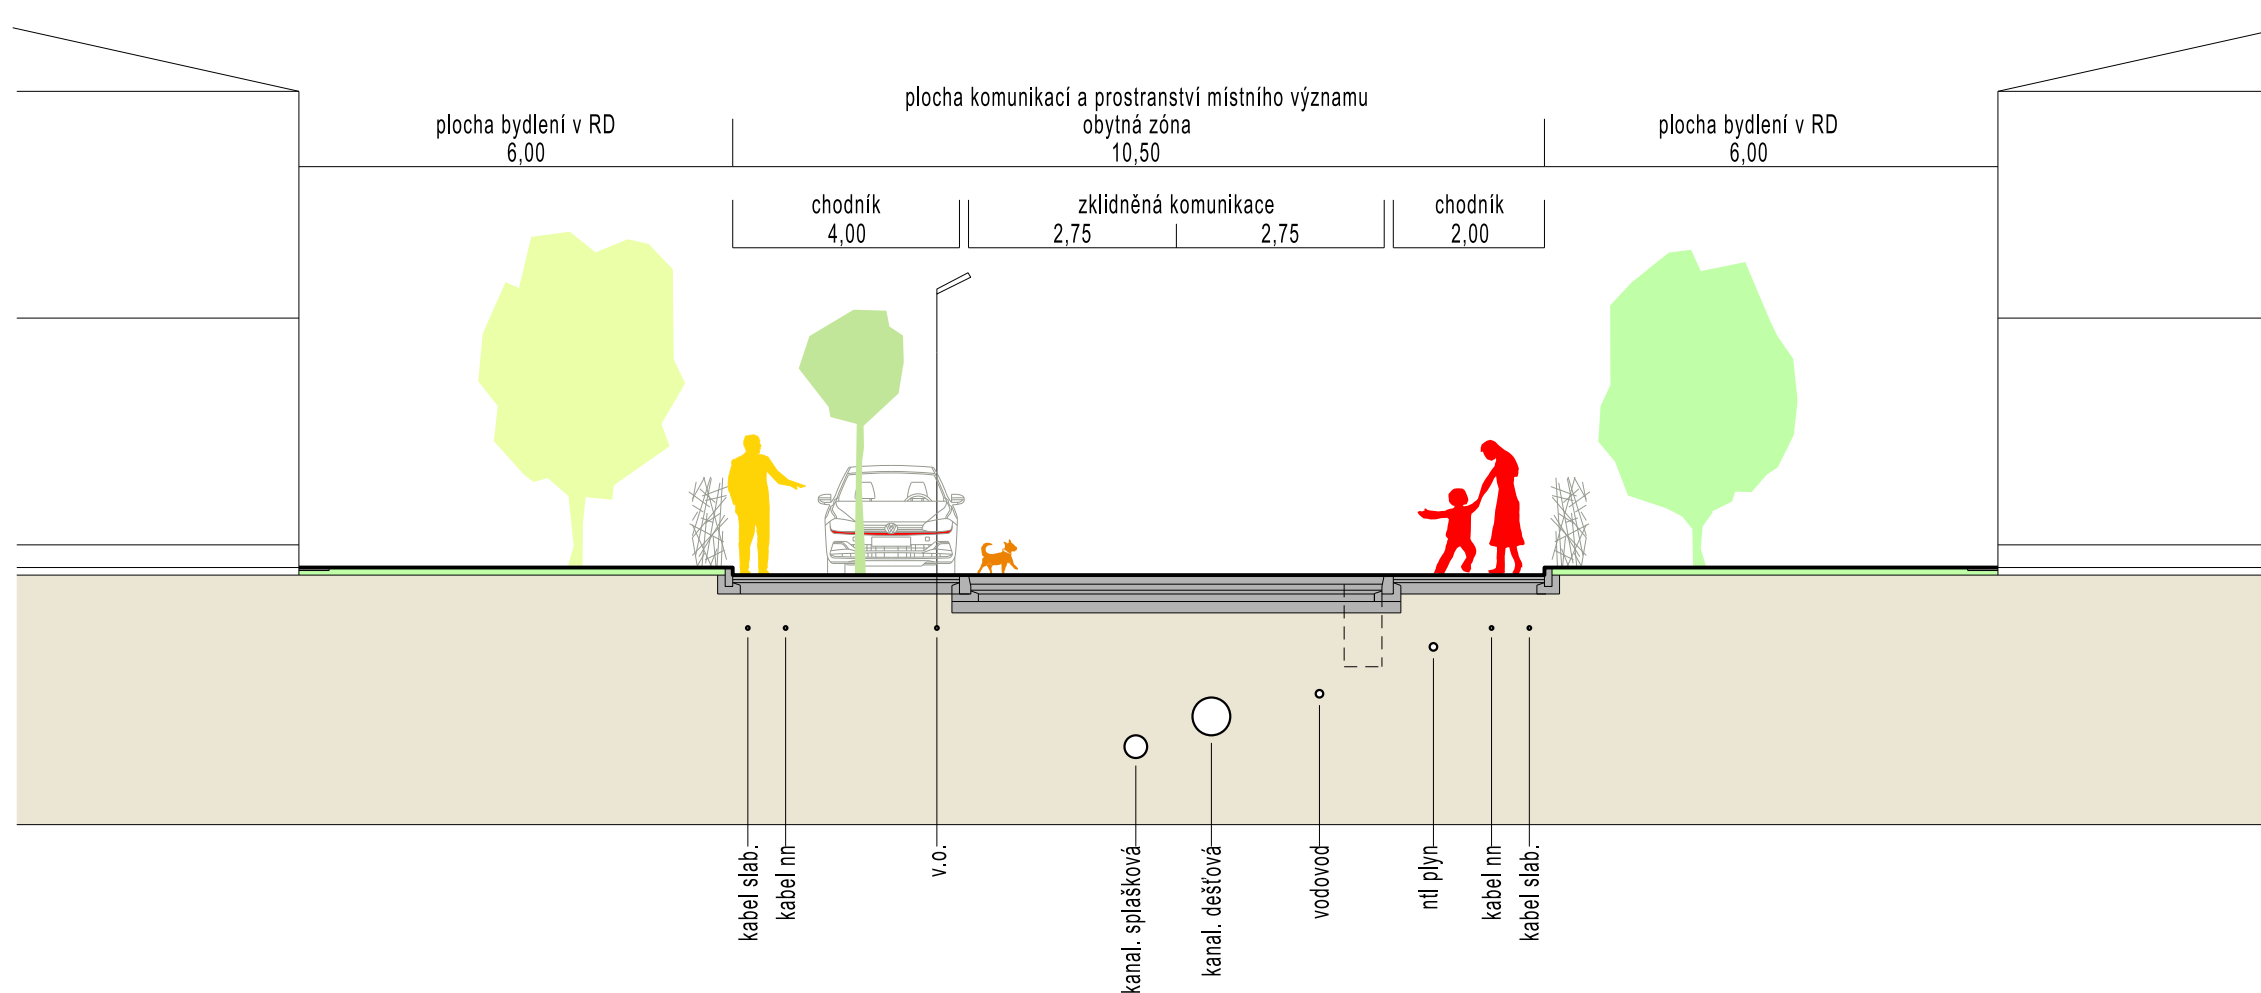 plocha komunikací a prostranství místního významu
plocha bydlení v RD
obytná zóna
plocha bydlení v RD
6,00
10,50
6,00
chodník
zklidněná komunikace
chodník
4,00
2,75
2,75
2,00
kabel slab.
kabel nn
v.o.
kanal. splašková
kanal. dešťová
vodovod
ntl plyn
kabel nn
kabel slab.